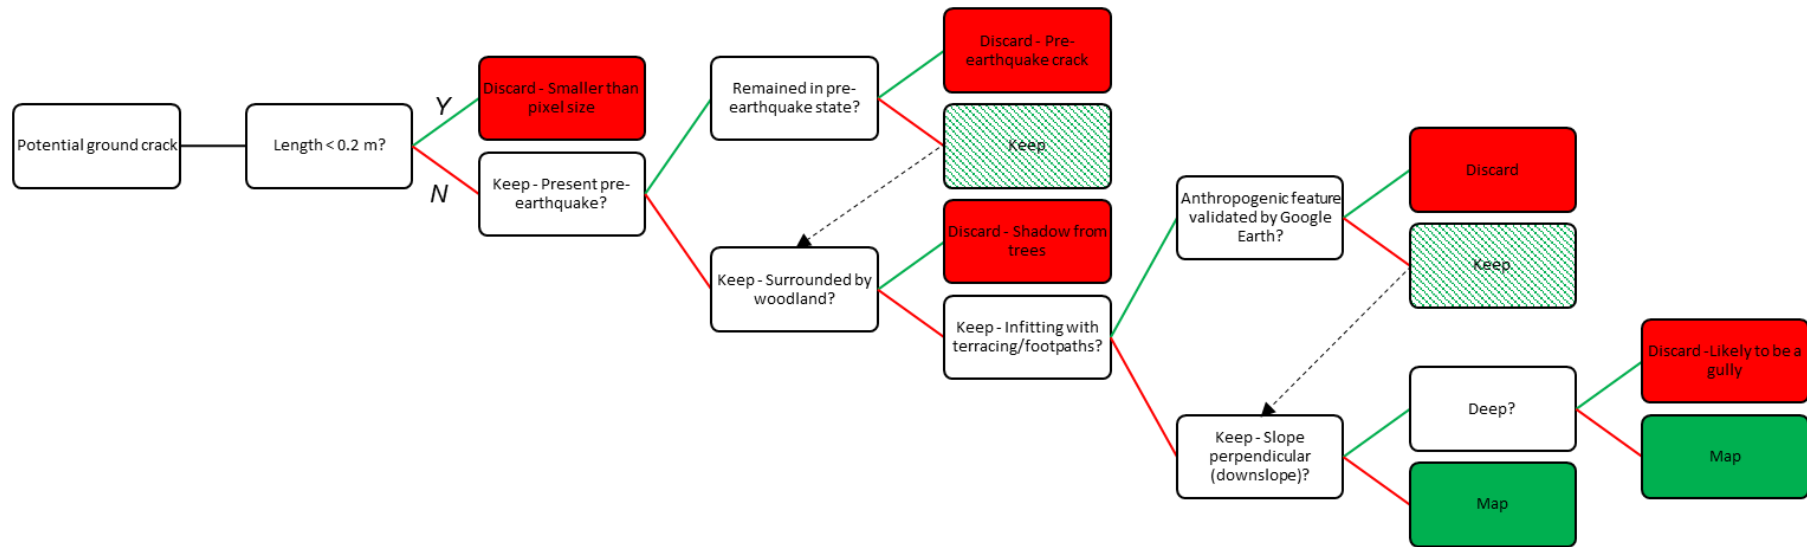 Potential ground crack
Length < 0.2 m?
Y
N
Discard - Smaller than
pixel size
Keep - Present pre-
earthquake?
Remained in pre-
earthquake state?
Keep - Surrounded by
woodland?
Discard - Pre-
earthquake crack
Keep
Discard - Shadow from
trees
Keep - Infitting with
terracing/footpaths?
Anthropogenic feature
validated by Google
Earth?
Keep - Slope
perpendicular
(downslope)?
Discard
Keep
Deep?
Map
Discard -Likely to be a
gully
Map